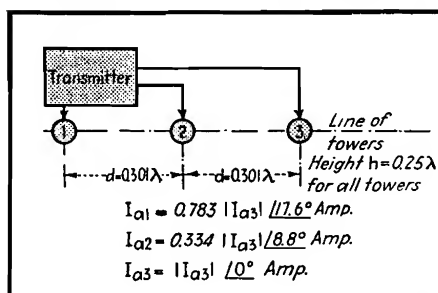 Transmitter
1 2 3
Line of
towers
Height h=0.25λ
for all towers
d=0.301λ d=0.301λ
Ia1 = 0.783 |Ia3| /17.6° Amp.
Ia2 = 0.334 |Ia3| /8.8° Amp.
Ia3 = |Ia3| /0° Amp.